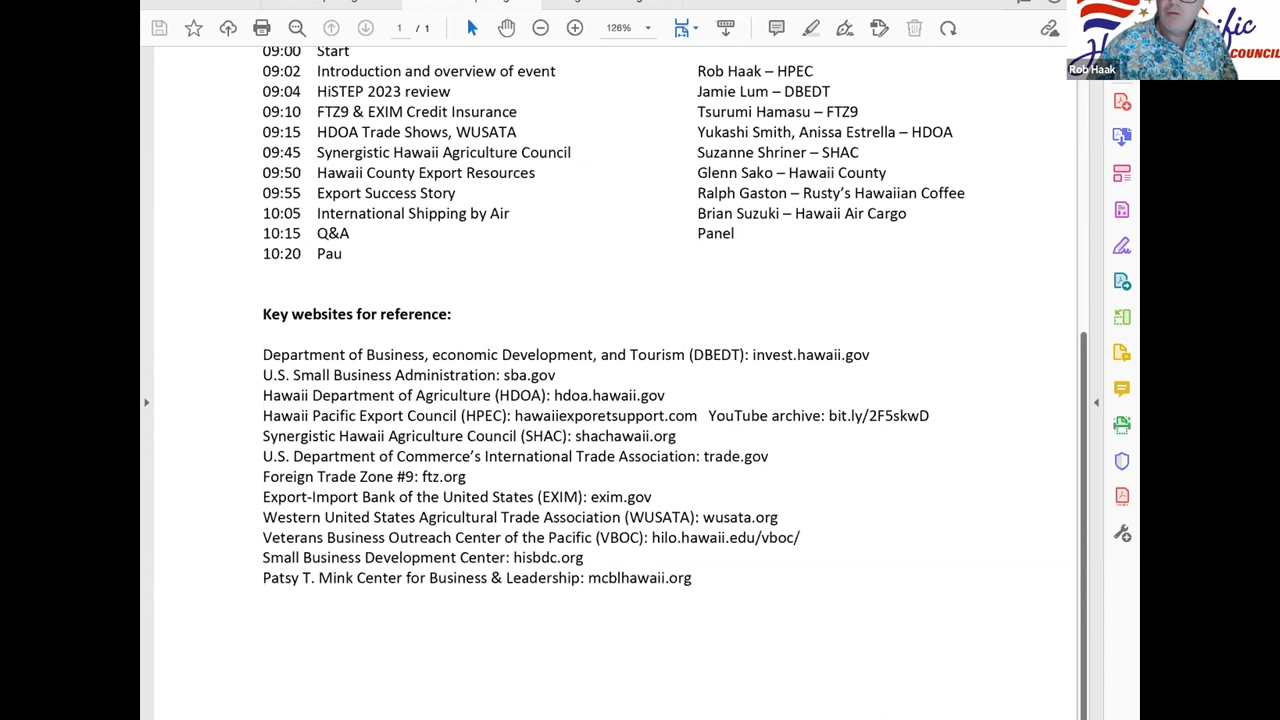 1 / 1
126%
Rob Haak
COUNCIL
09:00 Start
09:02 Introduction and overview of event Rob Haak – HPEC
09:04 HiSTEP 2023 review Jamie Lum – DBEDT
09:10 FTZ9 & EXIM Credit Insurance Tsurumi Hamasu – FTZ9
09:15 HDOA Trade Shows, WUSATA Yukashi Smith, Anissa Estrella – HDOA
09:45 Synergistic Hawaii Agriculture Council Suzanne Shriner – SHAC
09:50 Hawaii County Export Resources Glenn Sako – Hawaii County
09:55 Export Success Story Ralph Gaston – Rusty's Hawaiian Coffee
10:05 International Shipping by Air Brian Suzuki – Hawaii Air Cargo
10:15 Q&A Panel
10:20 Pau
Key websites for reference:
Department of Business, economic Development, and Tourism (DBEDT): invest.hawaii.gov
U.S. Small Business Administration: sba.gov
Hawaii Department of Agriculture (HDOA): hdoa.hawaii.gov
Hawaii Pacific Export Council (HPEC): hawaiiexporetsupport.com YouTube archive: bit.ly/2F5skwD
Synergistic Hawaii Agriculture Council (SHAC): shachawaii.org
U.S. Department of Commerce's International Trade Association: trade.gov
Foreign Trade Zone #9: ftz.org
Export-Import Bank of the United States (EXIM): exim.gov
Western United States Agricultural Trade Association (WUSATA): wusata.org
Veterans Business Outreach Center of the Pacific (VBOC): hilo.hawaii.edu/vboc/
Small Business Development Center: hisbdc.org
Patsy T. Mink Center for Business & Leadership: mcblhawaii.org